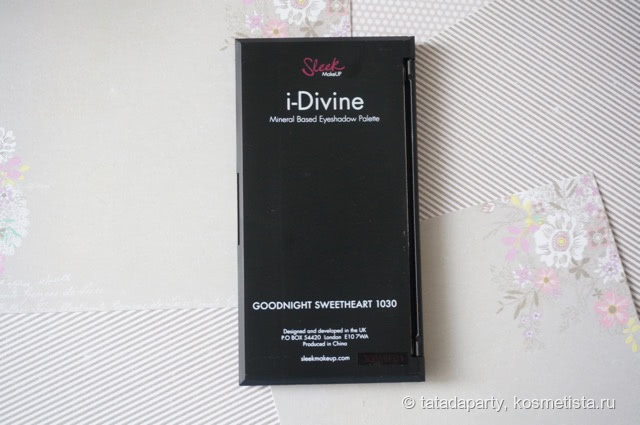 Sleek
MakeUP
i-Divine
Mineral Based Eyeshadow Palette
GOODNIGHT SWEETHEART 1030
Designed and developed in the UK
P.O BOX 54420 London E10 7WA
Produced in China
sleekmakeup.com
© tatadaparty, kosmetista.ru